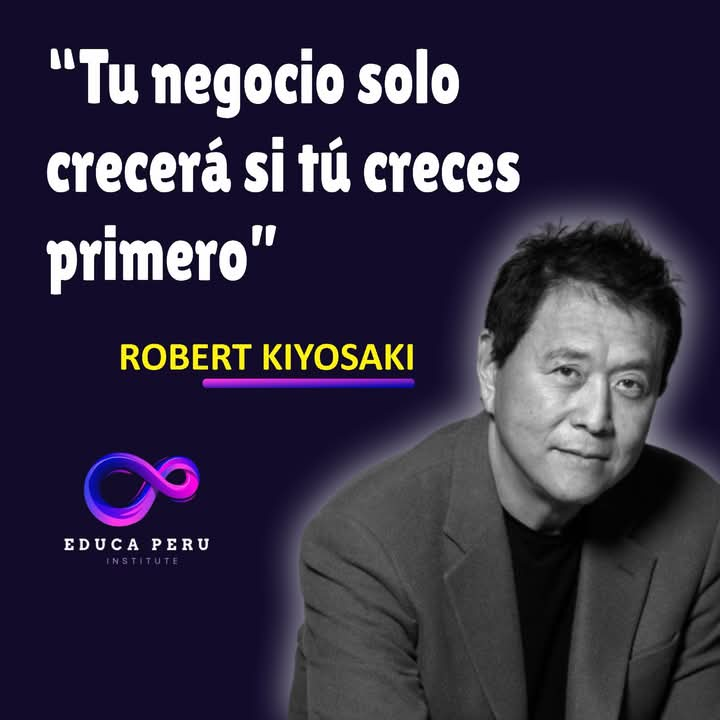 “Tu negocio solo
crecerá si tú creces
primero”
ROBERT KIYOSAKI
EDUCA PERU
INSTITUTE